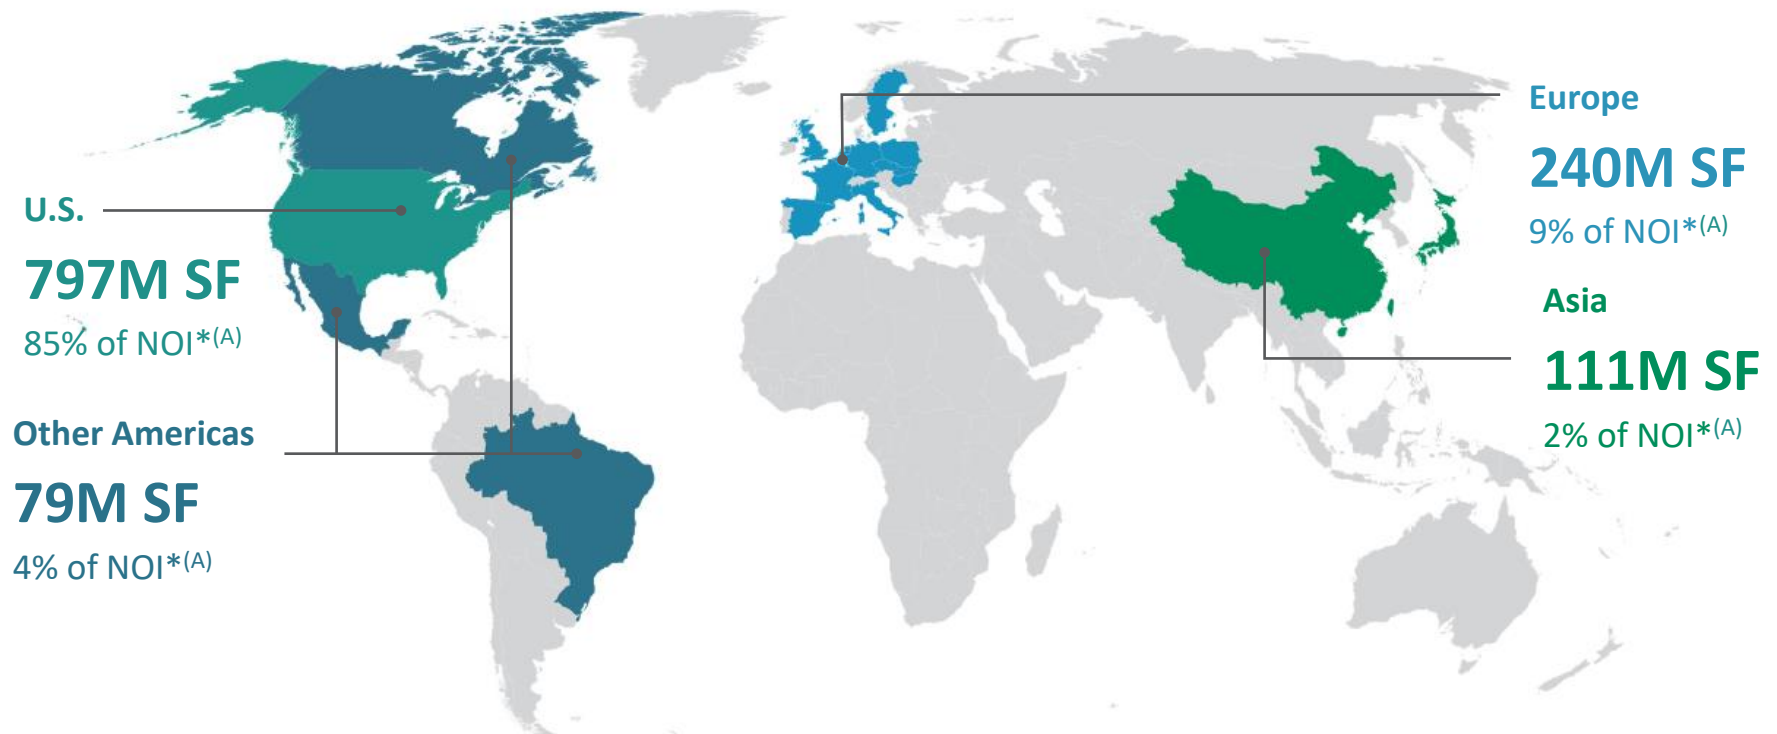 U.S.
797M SF
85% of NOI*(A)
Other Americas
79M SF
4% of NOI*(A)
Europe
240M SF
9% of NOI*(A)
Asia
111M SF
2% of NOI*(A)